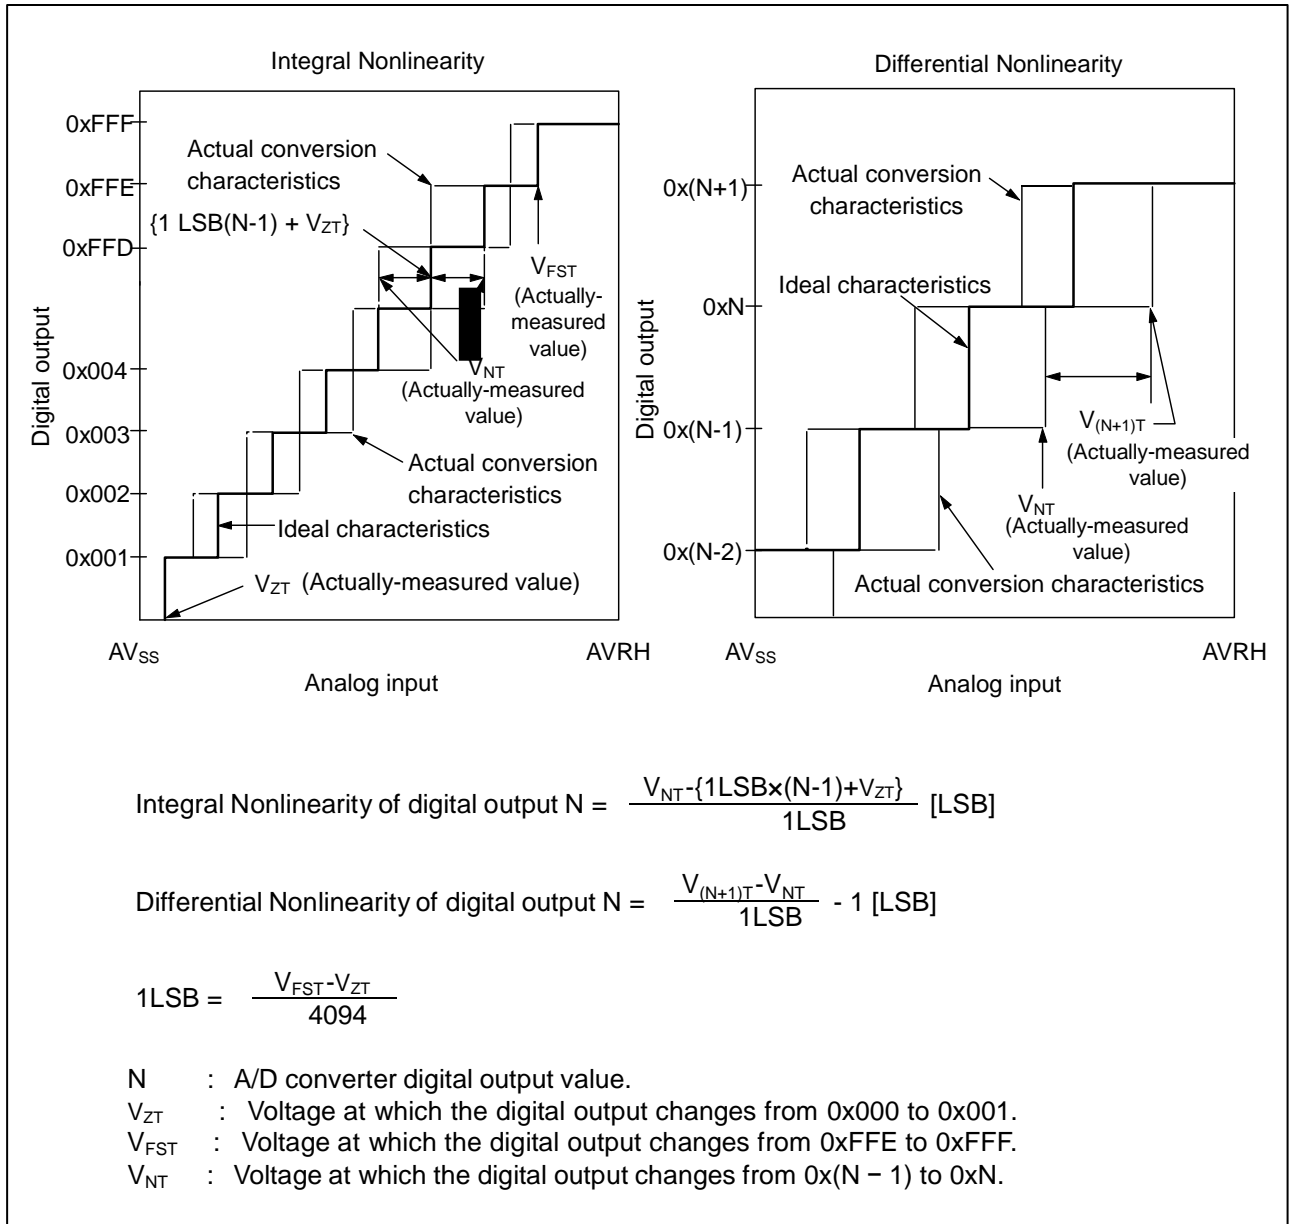 Integral Nonlinearity
Digital output
0xFFF
0xFFE
0xFFD
0x004
0x003
0x002
0x001
Actual conversion
characteristics
{1 LSB(N-1) + VZT}
VFST
(Actually-
measured
value)
VNT
(Actually-measured
value)
Actual conversion
characteristics
Ideal characteristics
VZT (Actually-measured value)
AVSS
AVRH
Analog input
Differential Nonlinearity
Digital output
0x(N+1)
0xN
0x(N-1)
0x(N-2)
Actual conversion
characteristics
Ideal characteristics
V(N+1)T
(Actually-measured
value)
VNT
(Actually-measured
value)
Actual conversion characteristics
AVSS
AVRH
Analog input
Integral Nonlinearity of digital output N = VNT-{1LSB×(N-1)+VZT} [LSB]
1LSB
Differential Nonlinearity of digital output N = V(N+1)T-VNT - 1 [LSB]
1LSB
1LSB = VFST-VZT
4094
N : A/D converter digital output value.
VZT : Voltage at which the digital output changes from 0x000 to 0x001.
VFST : Voltage at which the digital output changes from 0xFFE to 0xFFF.
VNT : Voltage at which the digital output changes from 0x(N − 1) to 0xN.